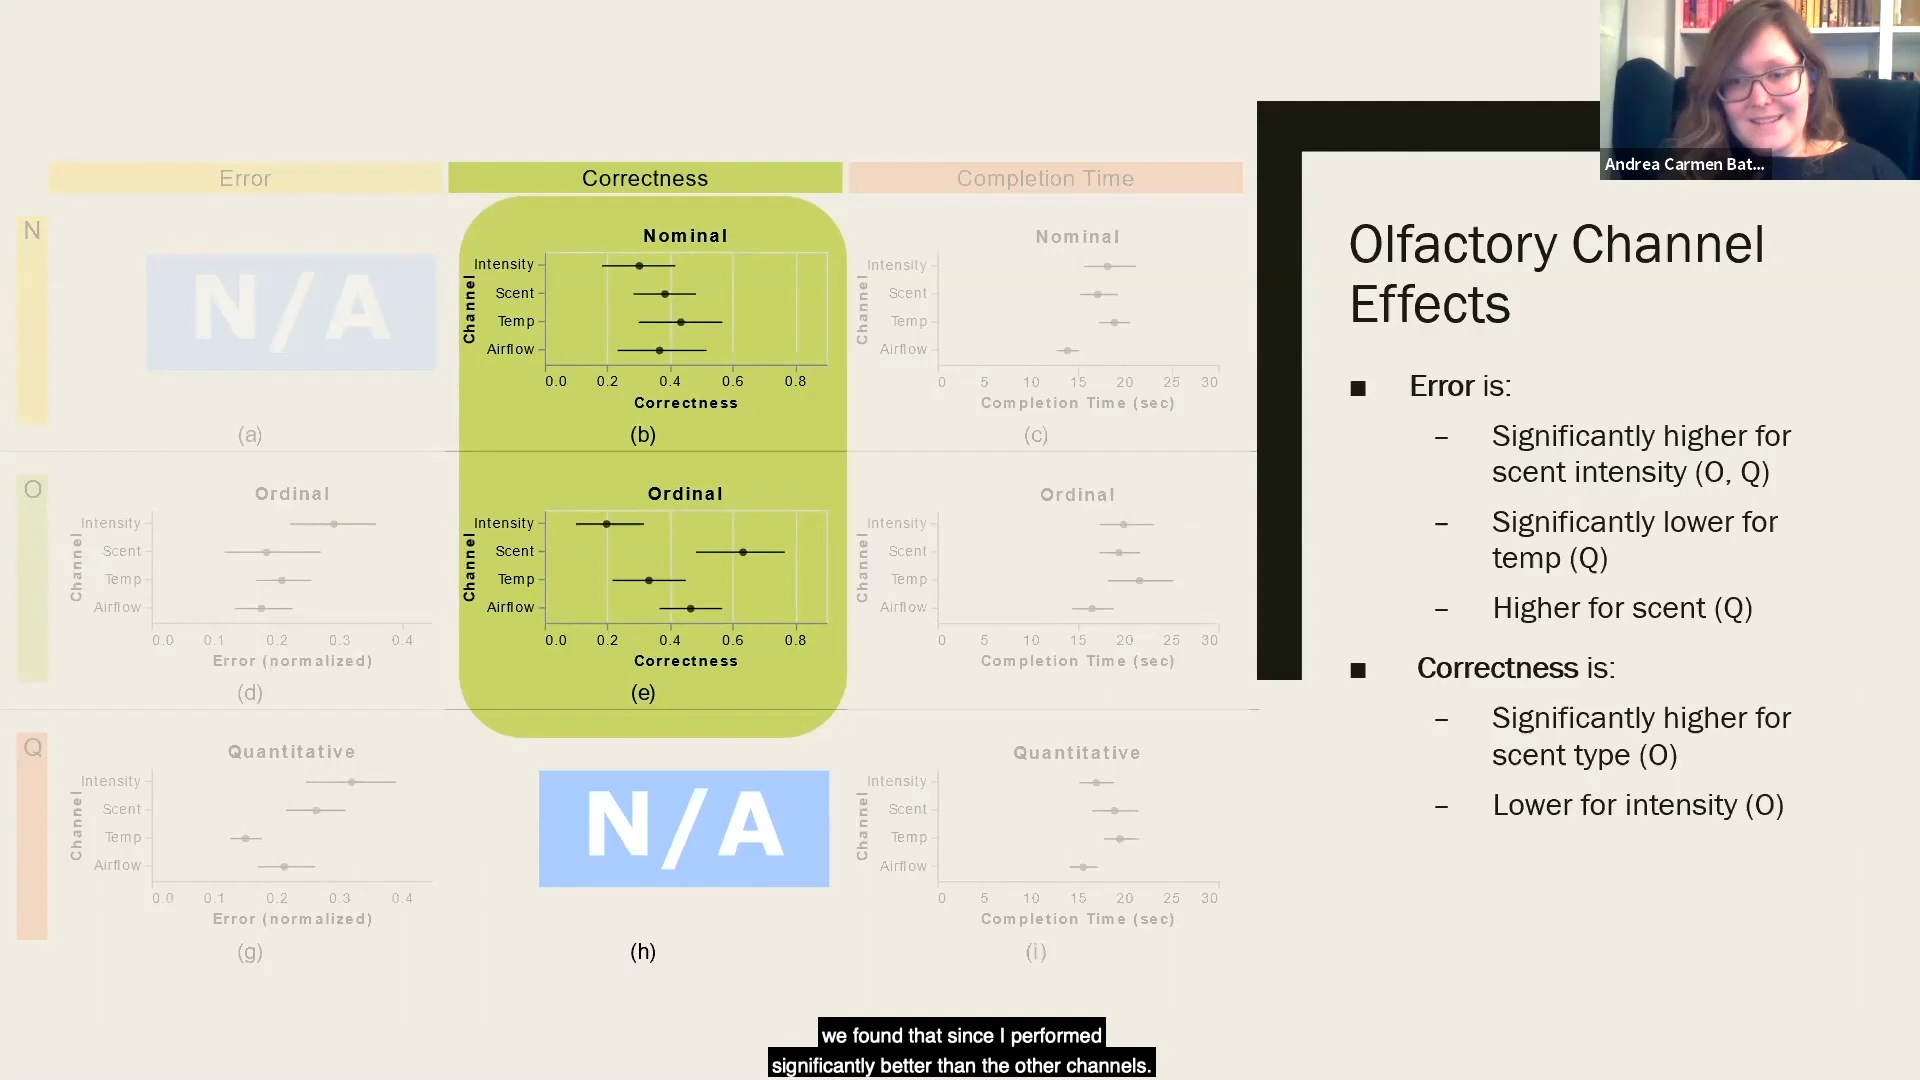 Andrea Carmen Bat...
Error
Correctness
Completion Time
N
N/A
(a)
Nominal
Channel
Intensity
Scent
Temp
Airflow
0.0 0.2 0.4 0.6 0.8
Correctness
(b)
Nominal
Channel
Intensity
Scent
Temp
Airflow
0 5 10 15 20 25 30
Completion Time (sec)
(c)
O
Ordinal
Channel
Intensity
Scent
Temp
Airflow
0.0 0.1 0.2 0.3 0.4
Error (normalized)
(d)
Ordinal
Channel
Intensity
Scent
Temp
Airflow
0.0 0.2 0.4 0.6 0.8
Correctness
(e)
Ordinal
Channel
Intensity
Scent
Temp
Airflow
0 5 10 15 20 25 30
Completion Time (sec)
Q
Quantitative
Channel
Intensity
Scent
Temp
Airflow
0.0 0.1 0.2 0.3 0.4
Error (normalized)
(g)
N/A
(h)
Quantitative
Channel
Intensity
Scent
Temp
Airflow
0 5 10 15 20 25 30
Completion Time (sec)
(i)
Olfactory Channel
Effects
■ Error is:
– Significantly higher for
scent intensity (O, Q)
– Significantly lower for
temp (Q)
– Higher for scent (Q)
■ Correctness is:
– Significantly higher for
scent type (O)
– Lower for intensity (O)
we found that since I performed
significantly better than the other channels.